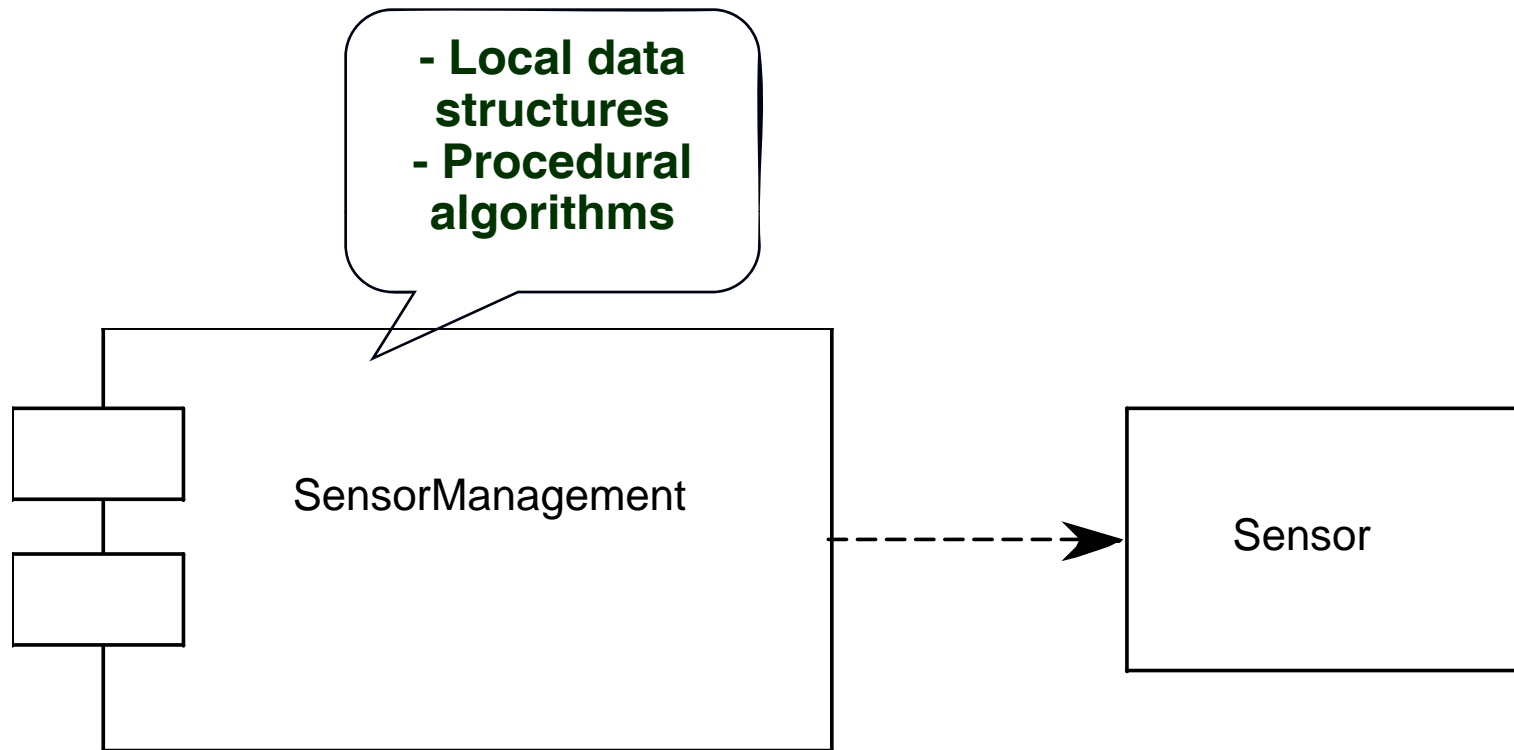 - Local data
structures
- Procedural
algorithms
SensorManagement
Sensor